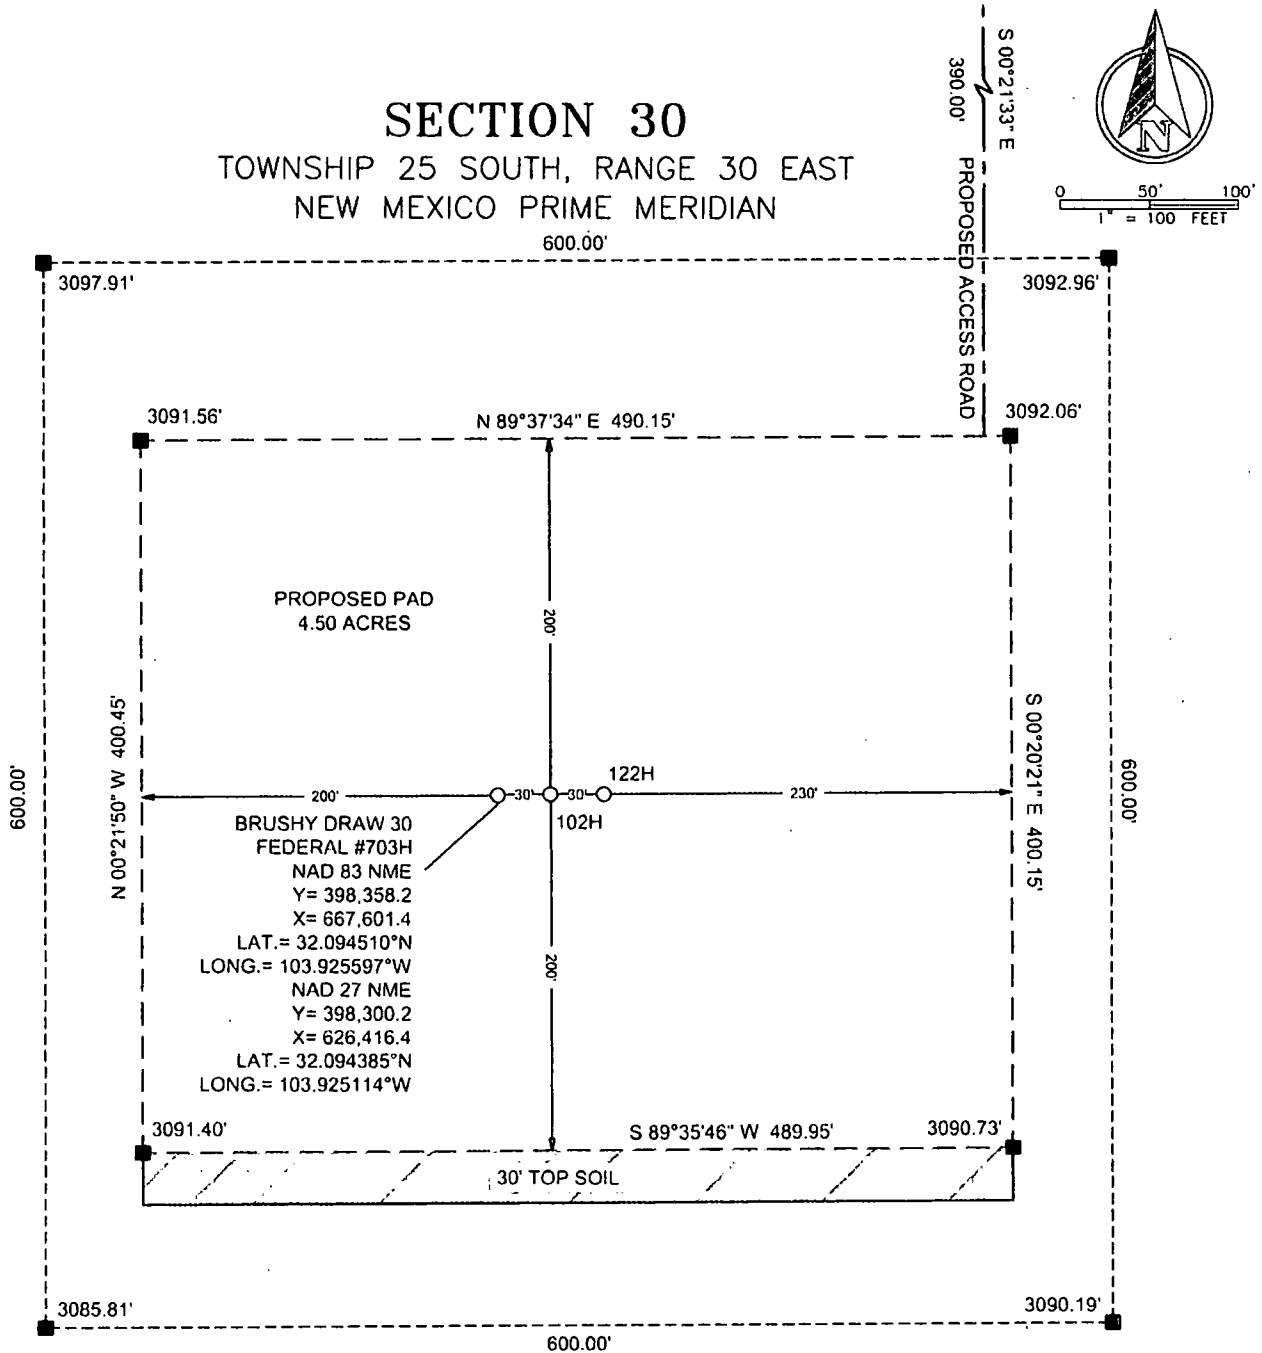 SECTION 30
TOWNSHIP 25 SOUTH, RANGE 30 EAST
NEW MEXICO PRIME MERIDIAN
S 00°21'33" E
390.00'
PROPOSED ACCESS ROAD
N
0 50' 100'
1" = 100 FEET
600.00'
3097.91'
3092.96'
3091.56'
N 89°37'34" E 490.15'
3092.06'
PROPOSED PAD
4.50 ACRES
200'
N 00°21'50" W 400.45'
S 00°20'21" E 400.15'
600.00'
600.00'
122H
200'
30'
30'
230'
102H
BRUSHY DRAW 30
FEDERAL #703H
NAD 83 NME
Y= 398,358.2
X= 667,601.4
LAT.= 32.094510°N
LONG.= 103.925597°W
NAD 27 NME
Y= 398,300.2
X= 626,416.4
LAT.= 32.094385°N
LONG.= 103.925114°W
200'
3091.40'
S 89°35'46" W 489.95'
3090.73'
30' TOP SOIL
3085.81'
3090.19'
600.00'